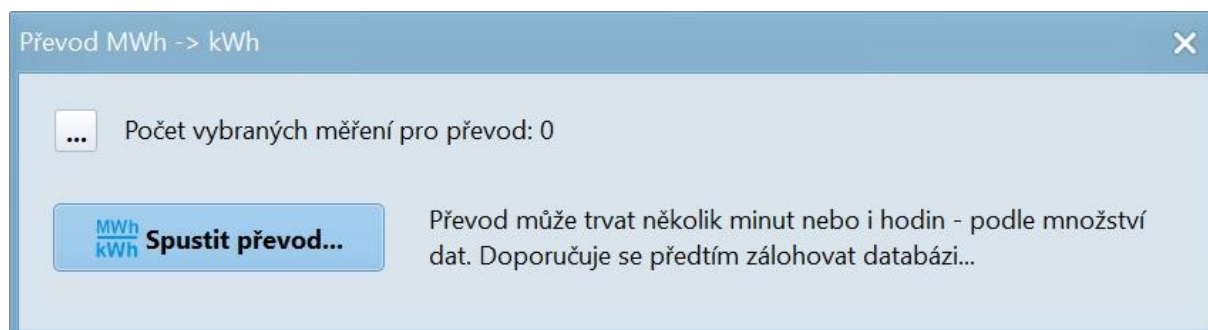 Převod MWh -> kWh
... Počet vybraných měření pro převod: 0
MWh
kWh
Spustit převod...
Převod může trvat několik minut nebo i hodin - podle množství
dat. Doporučuje se předtím zálohovat databázi...